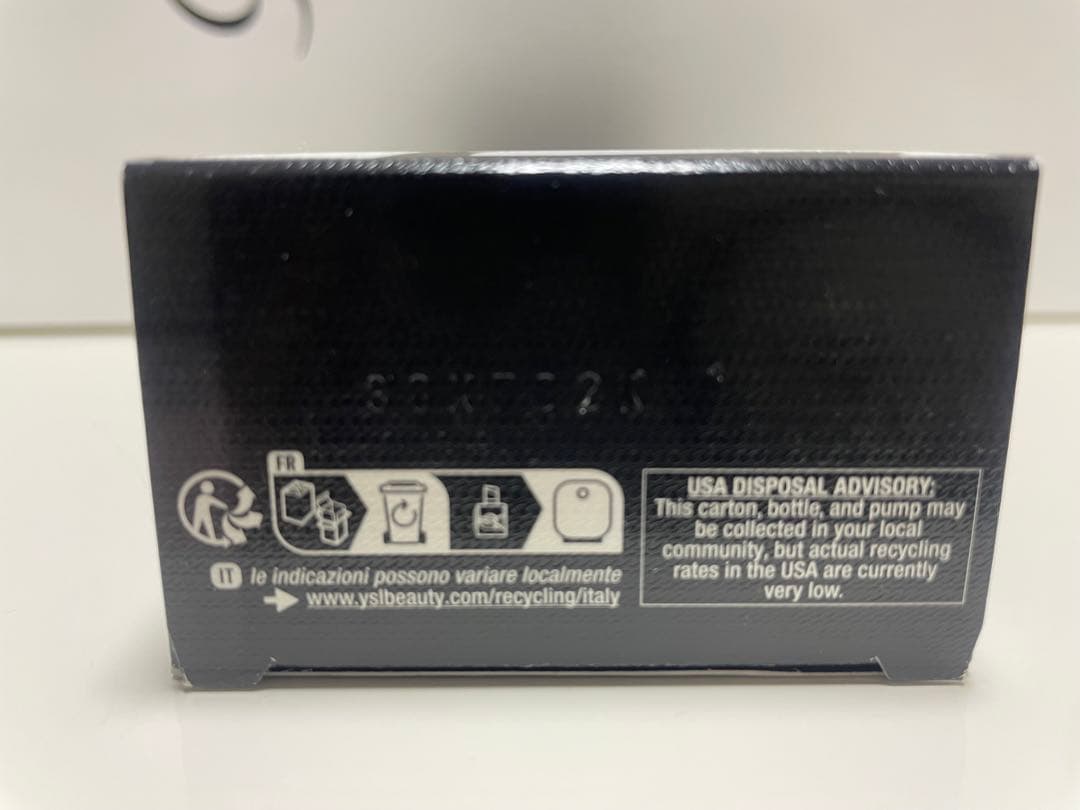 FR
IT le indicazioni possono variare localmente
www.yslbeauty.com/recycling/italy
USA DISPOSAL ADVISORY:
This carton, bottle, and pump may
be collected in your local
community, but actual recycling
rates in the USA are currently
very low.